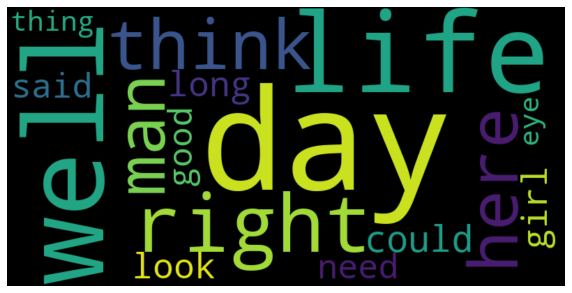 thing
well
think
life
said
long
man
good
day
here
eye
right
girl
could
look
need